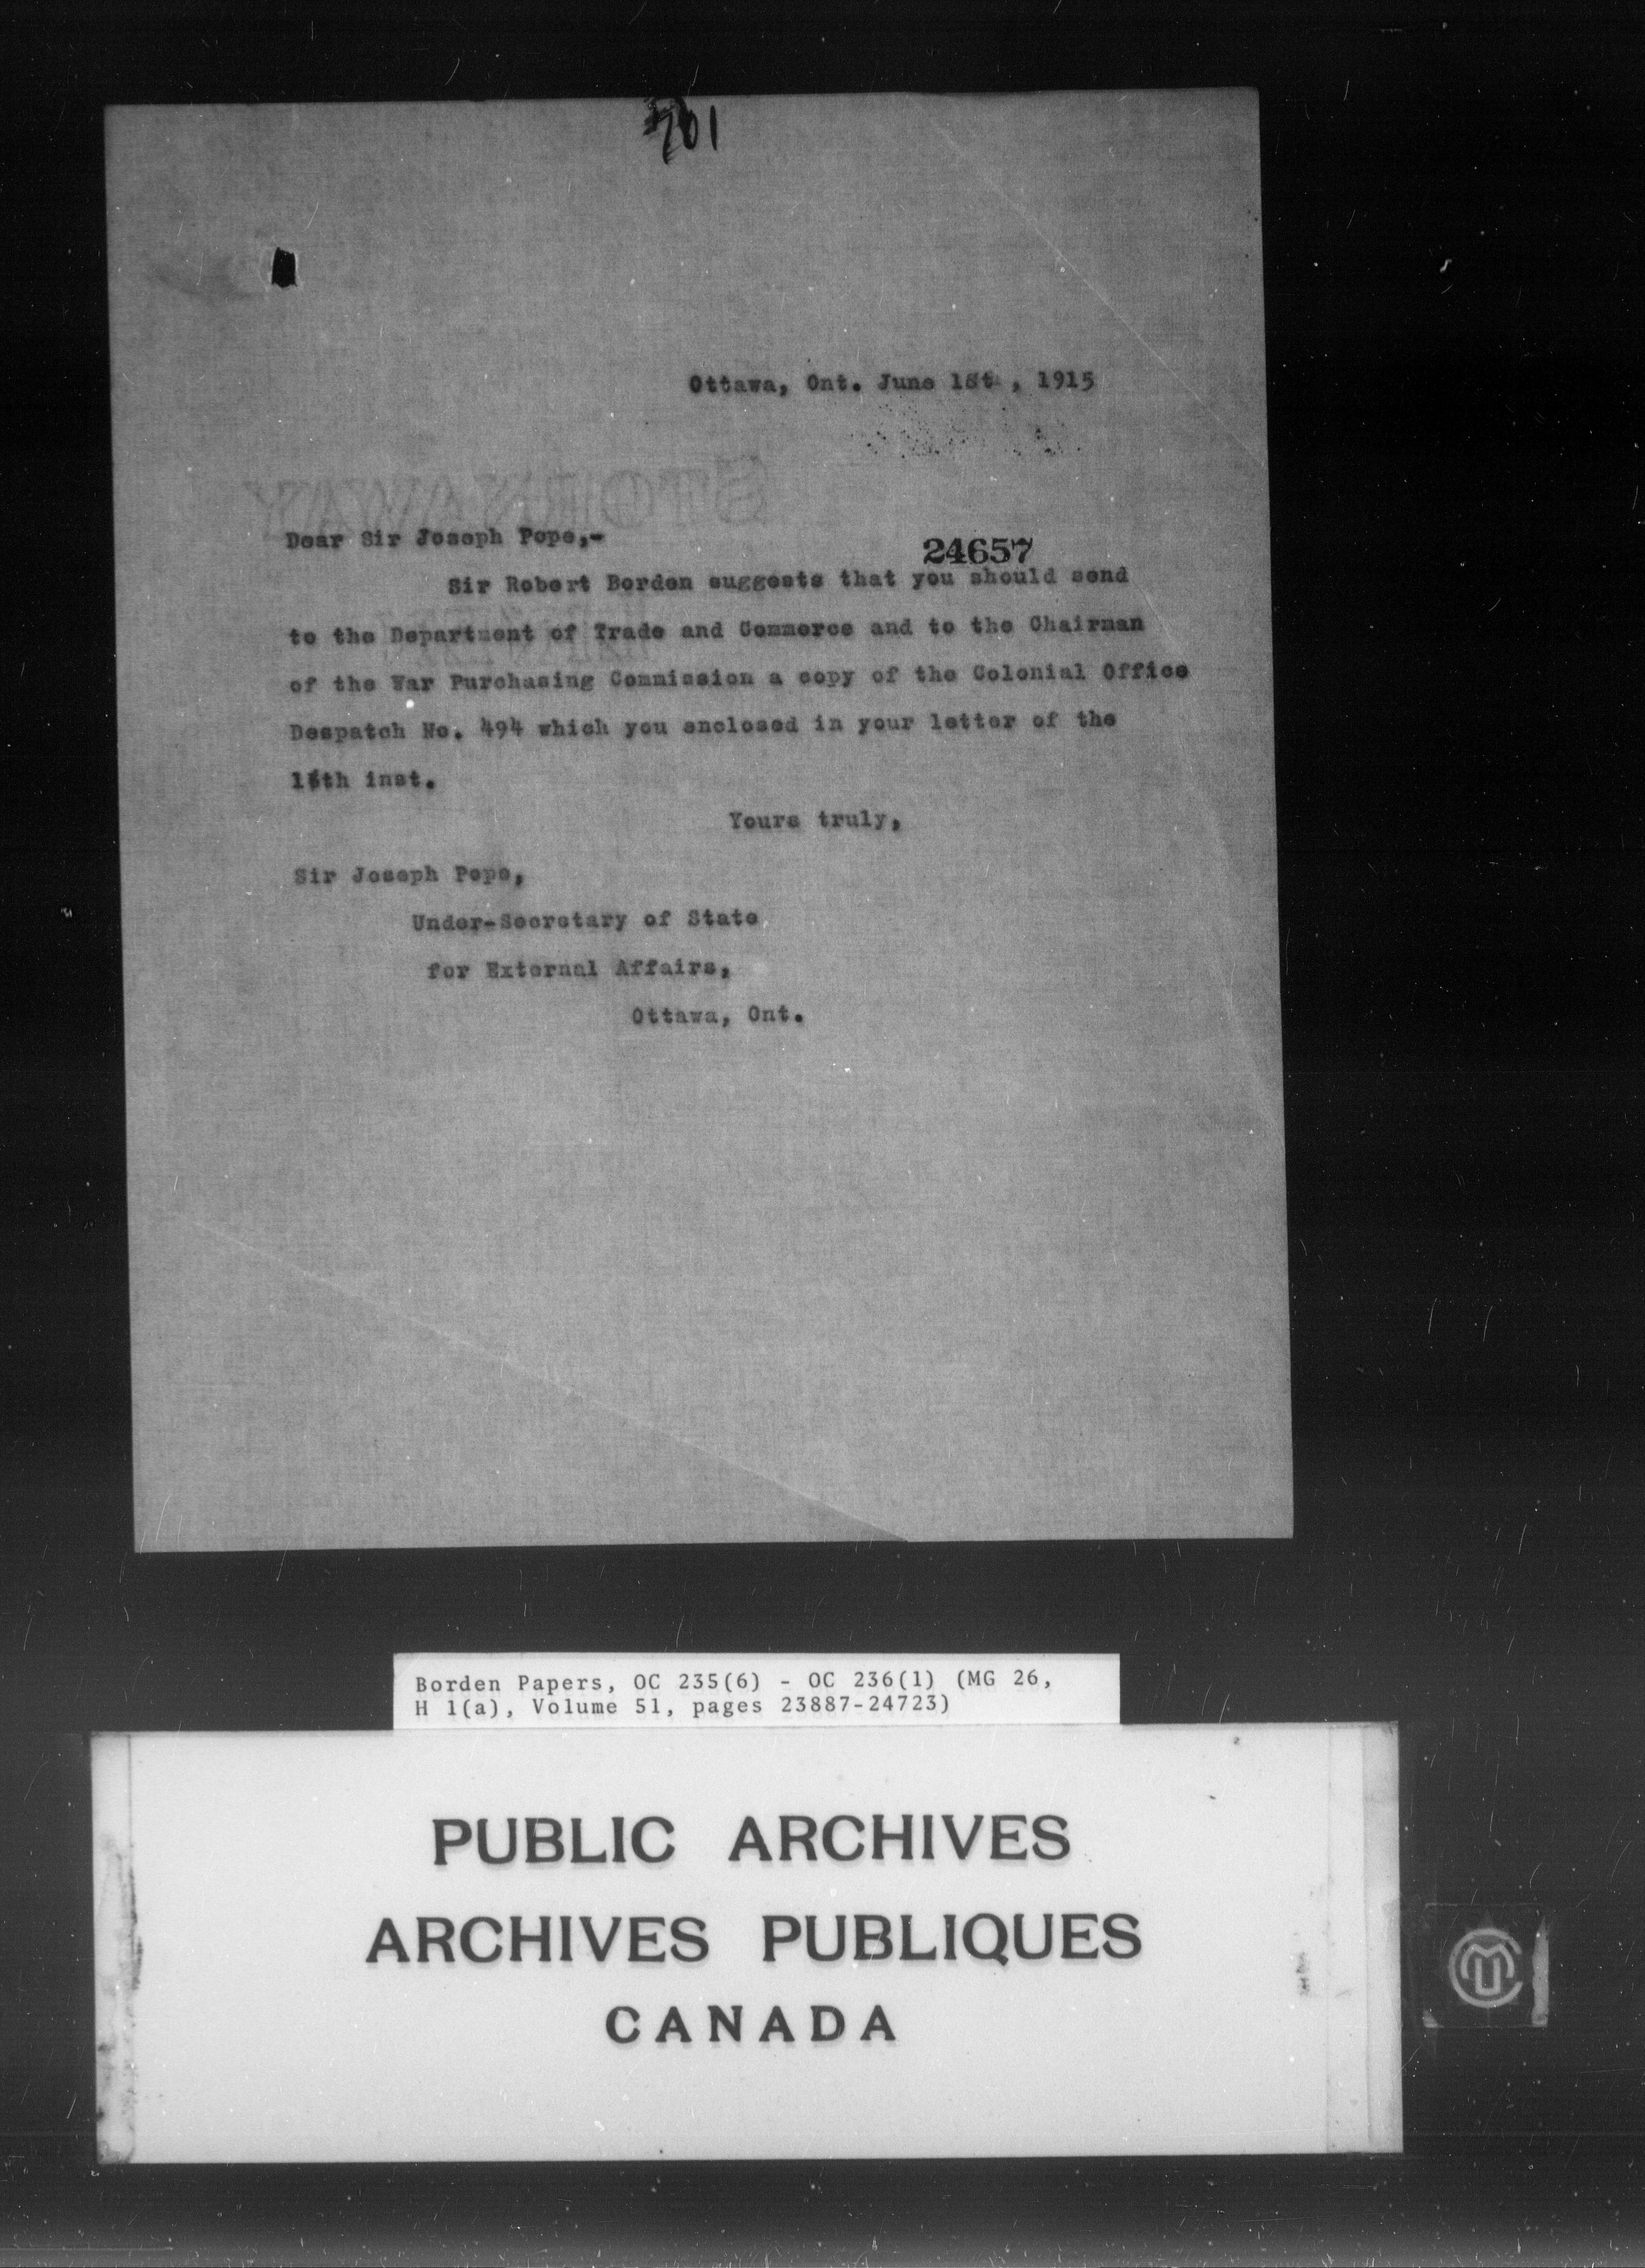 701
Ottawa, Ont. June 1st, 1915
STORNAWAY
Dear Sir Joseph Pope,-
24657
Sir Robert Borden suggests that you should send
to the Department of Trade and Commerce and to the Chairman
of the War Purchasing Commission a copy of the Colonial Office
Despatch No. 494 which you enclosed in your letter of the
inst.
Yours truly,
Sir Joseph Pope,
Under-Secretary of State
for External Affairs,
Ottawa, Ont.
Borden Papers, OC 235(6) - OC 236(1) (MG 26,
H 1(a), Volume 51, pages 23887-24723)
PUBLIC ARCHIVES
ARCHIVES PUBLIQUES
CANADA